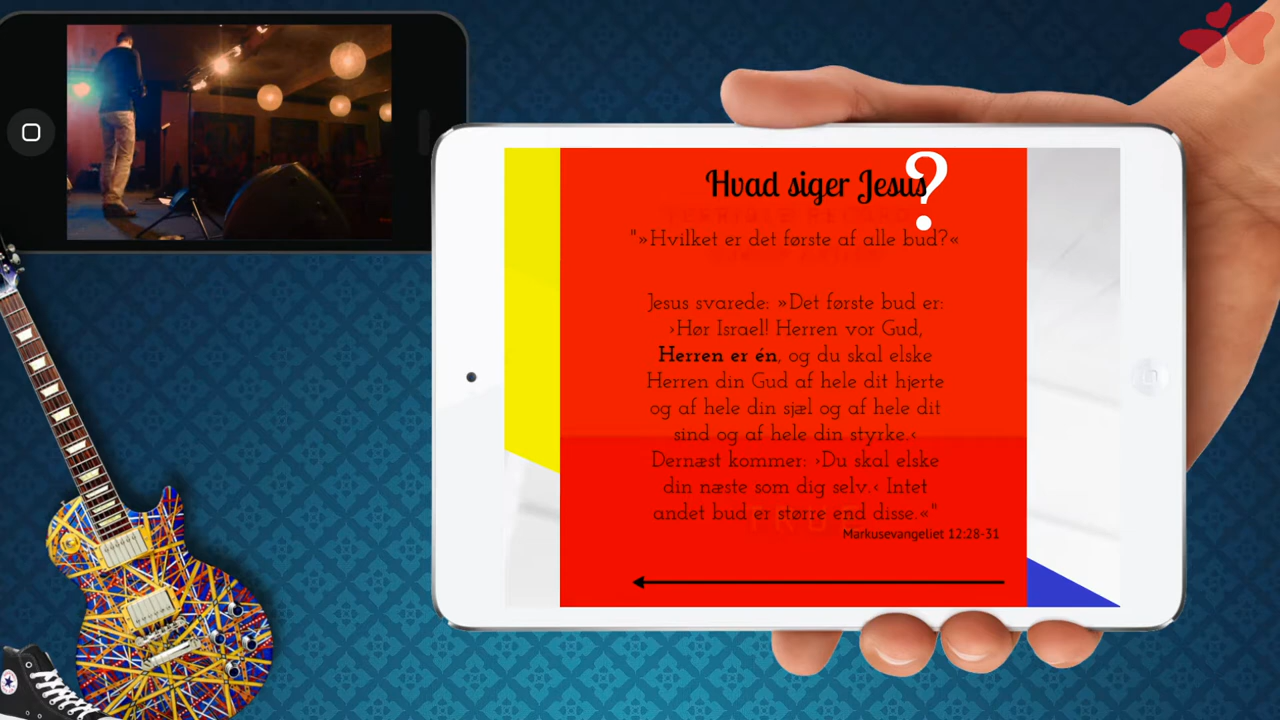 Hvad siger Jesus?
"»Hvilket er det første af alle bud?«
Jesus svarede: »Det første bud er:
›Hør Israel! Herren vor Gud,
Herren er én, og du skal elske
Herren din Gud af hele dit hjerte
og af hele din sjæl og af hele dit
sind og af hele din styrke.‹
Dernæst kommer: ›Du skal elske
din næste som dig selv.‹ Intet
andet bud er større end disse.«"
Markusevangeliet 12:28-31